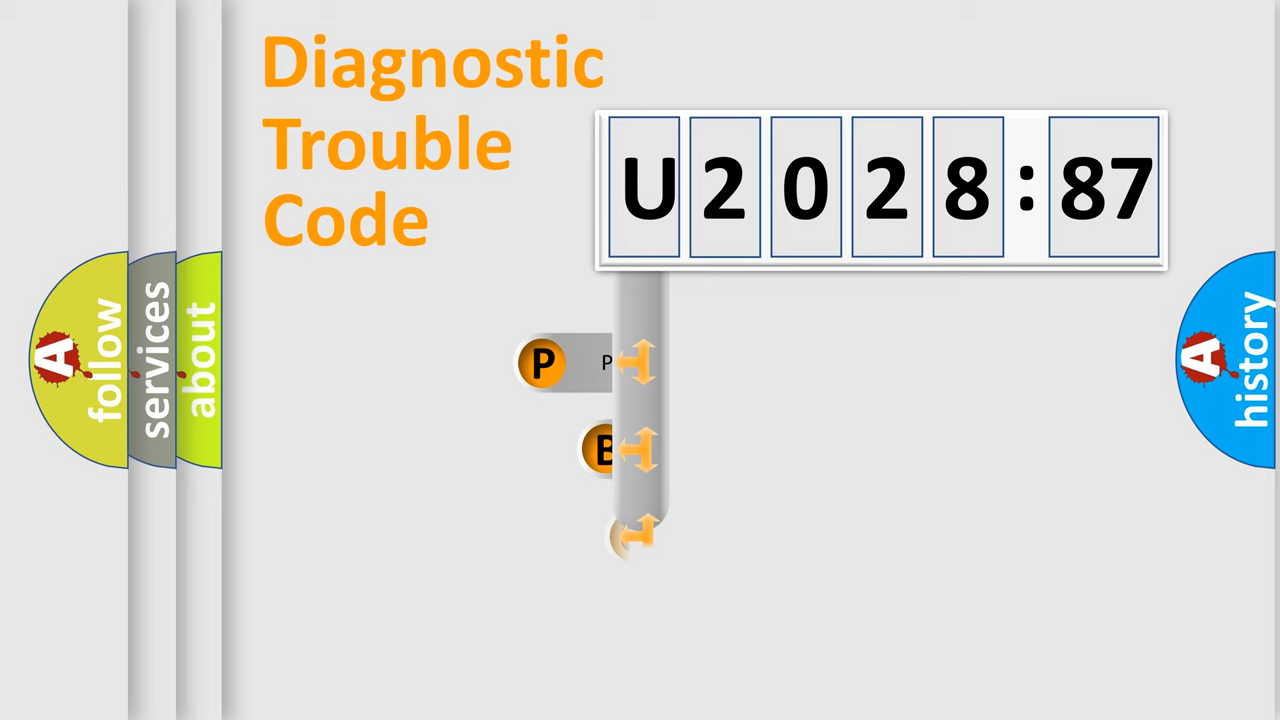 Diagnostic
Trouble
Code
U2028:87
P
P
B
A
follow
services
about
A
history